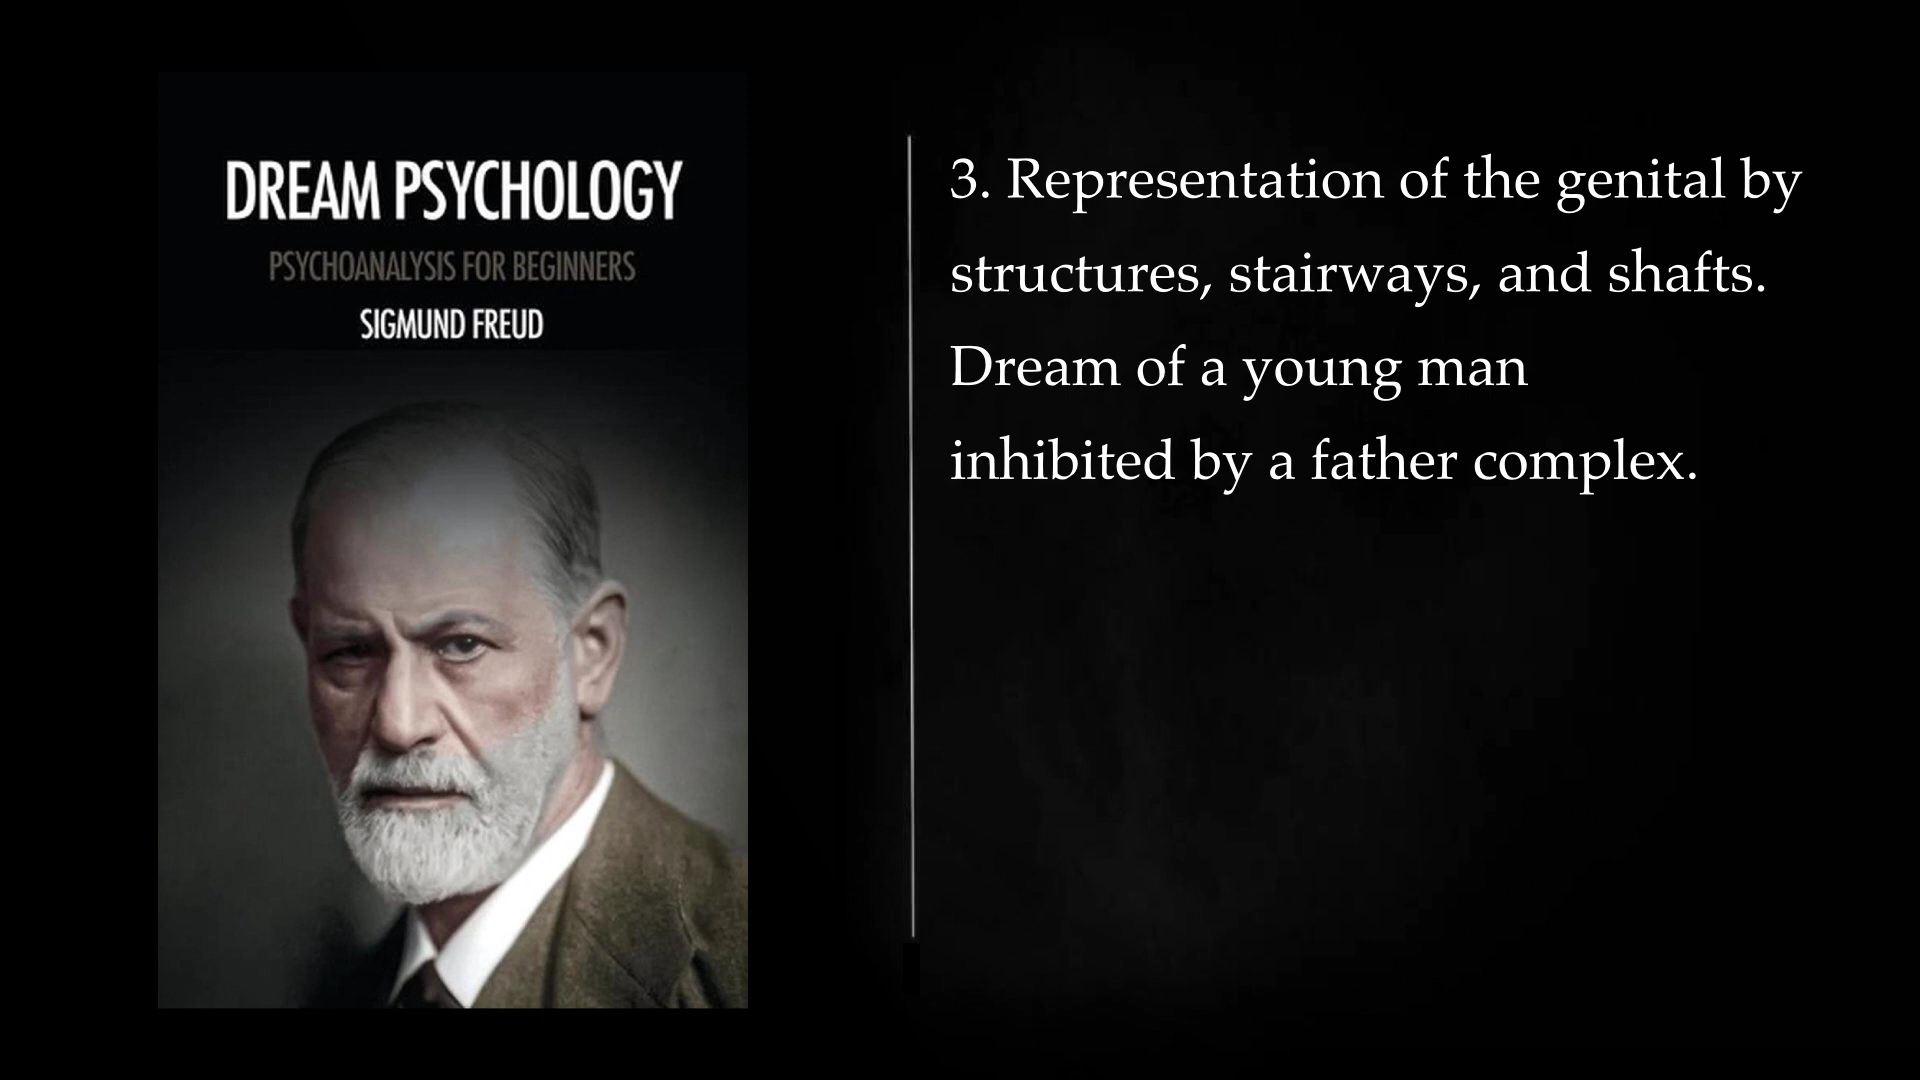 DREAM PSYCHOLOGY
PSYCHOANALYSIS FOR BEGINNERS
SIGMUND FREUD
3. Representation of the genital by
structures, stairways, and shafts.
Dream of a young man
inhibited by a father complex.